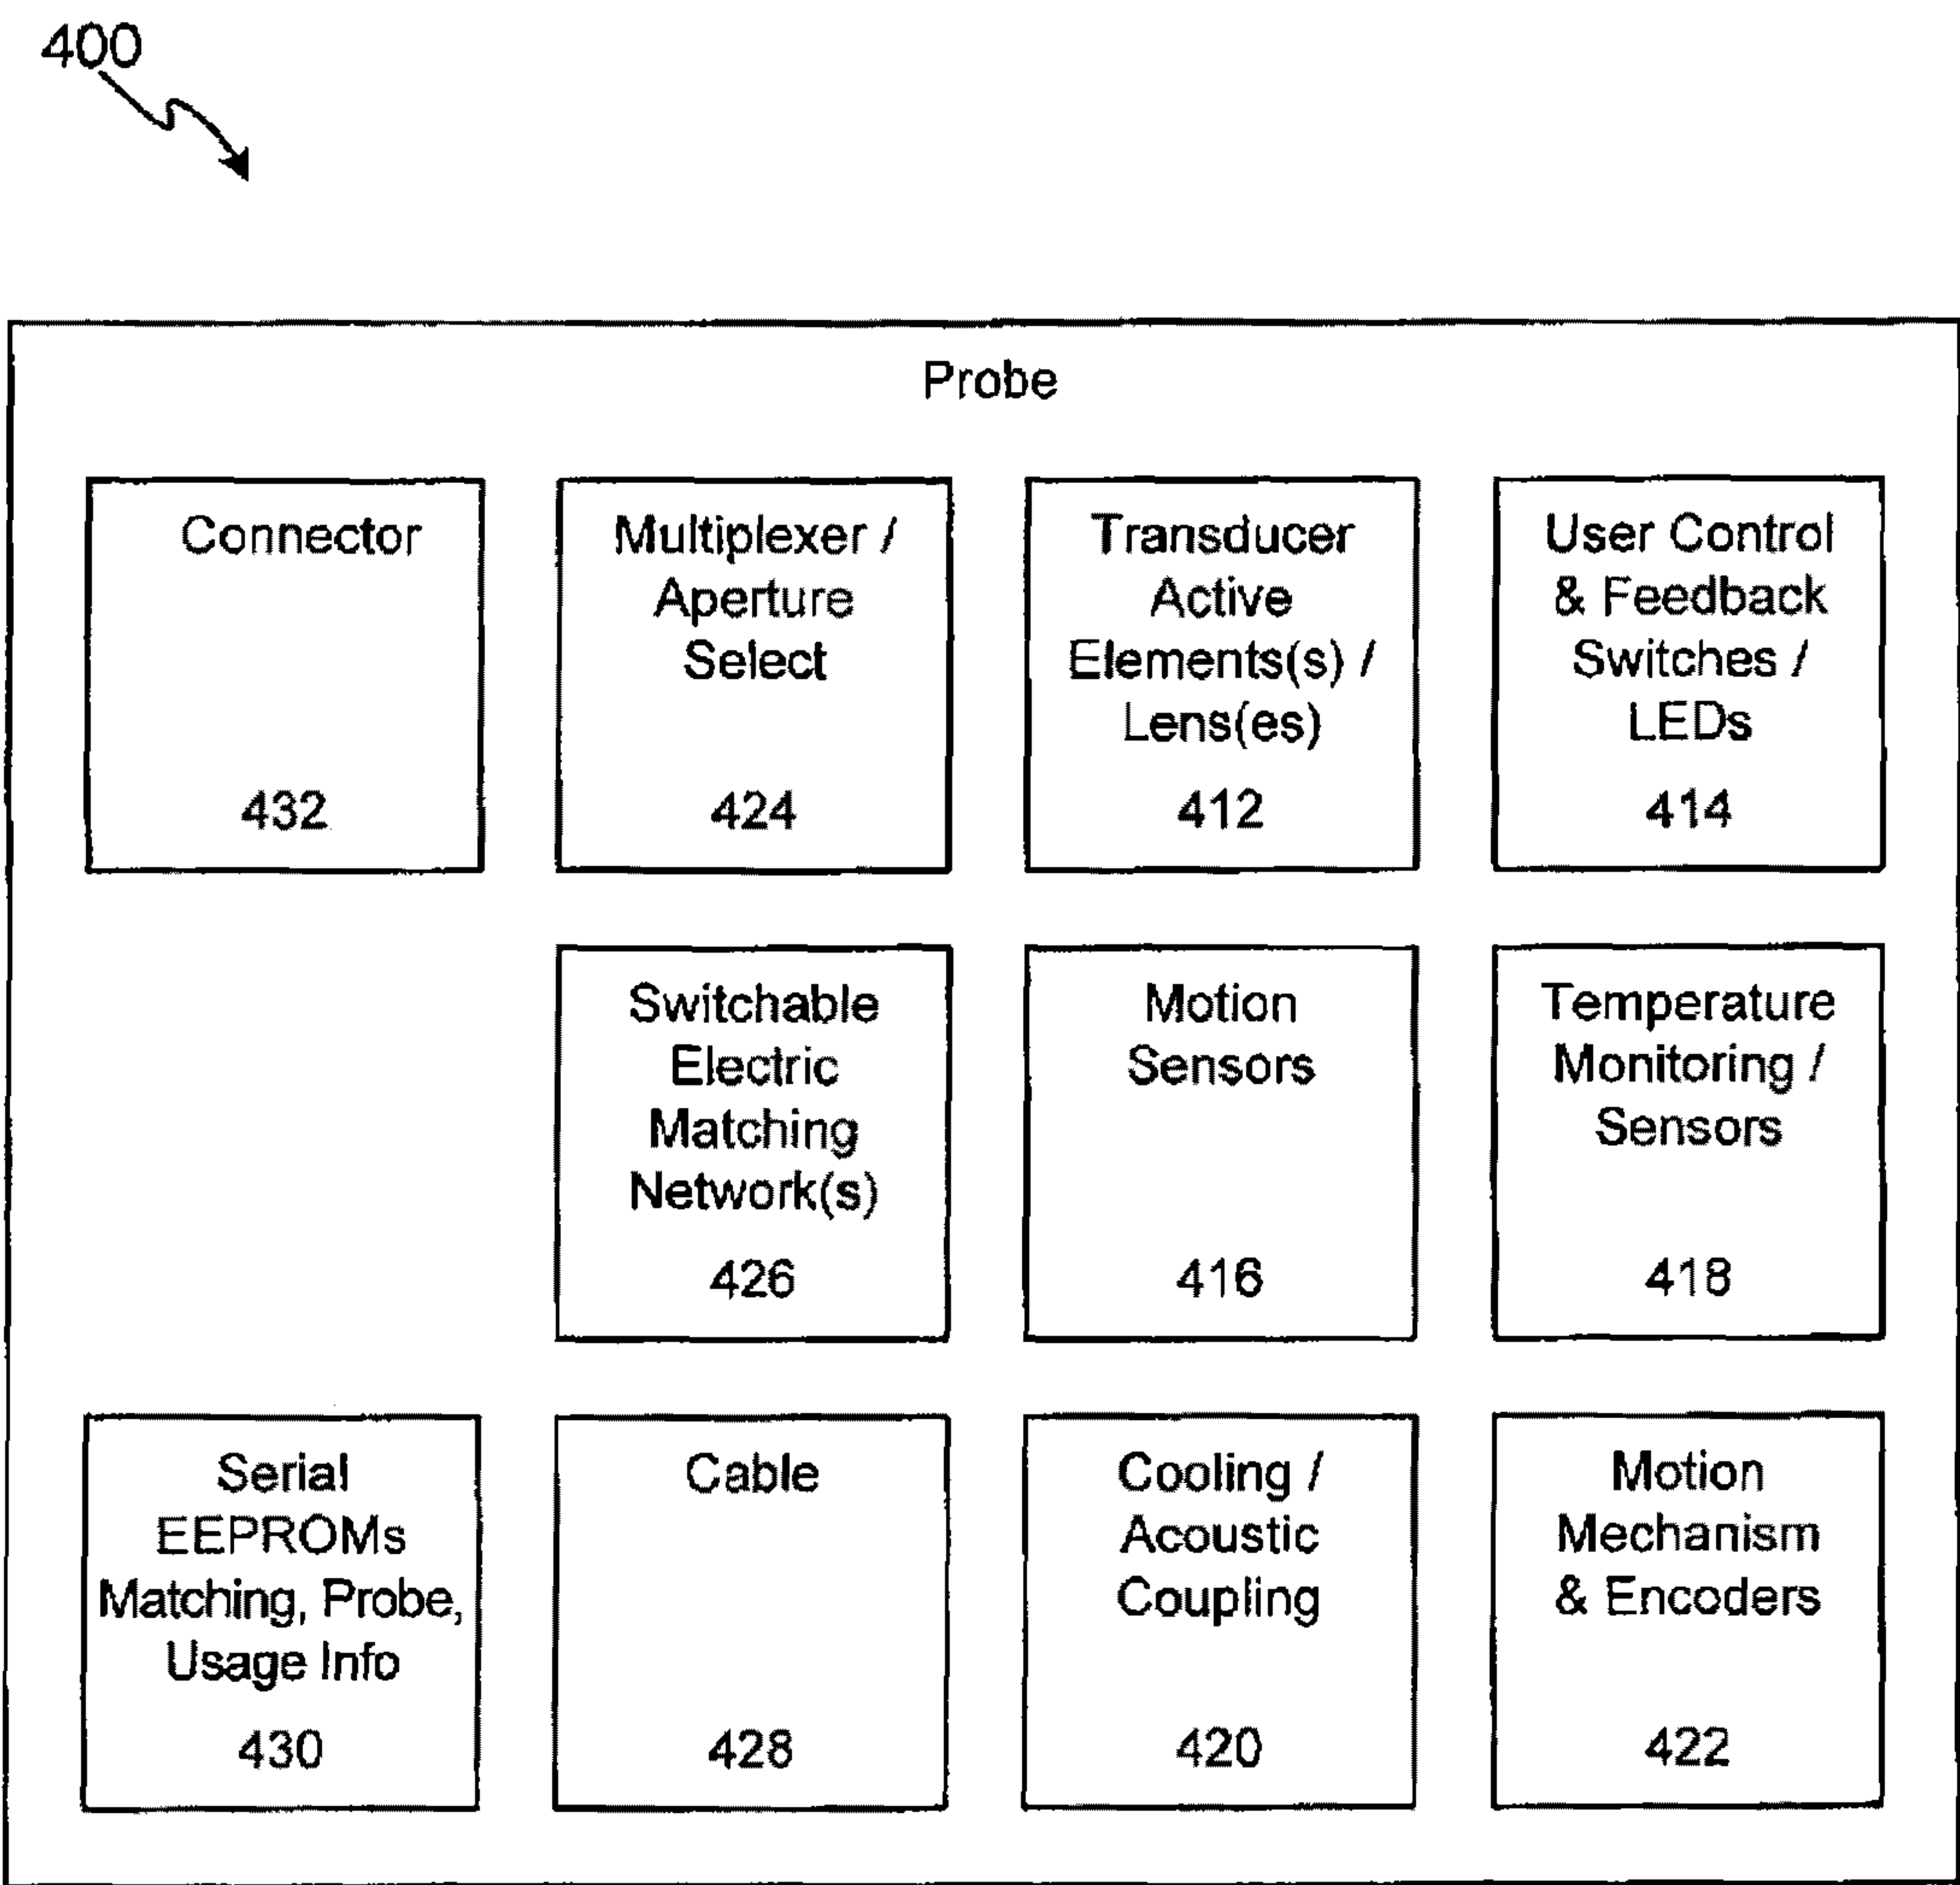 400
Probe
Connector
432
Multiplexer /
Aperture
Select
424
Transducer
Active
Elements(s) /
Lens(es)
412
User Control
& Feedback
Switches /
LEDs
414
Switchable
Electric
Matching
Network(s)
426
Motion
Sensors
416
Temperature
Monitoring /
Sensors
418
Serial
EEPROMs
Matching, Probe,
Usage Info
430
Cable
428
Cooling /
Acoustic
Coupling
420
Motion
Mechanism
& Encoders
422